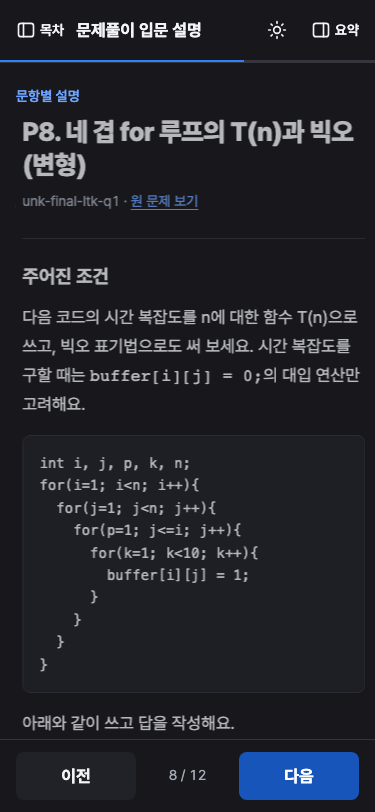 목차 문제풀이 입문 설명 요약
문항별 설명
P8. 네 겹 for 루프의 T(n)과 빅오
(변형)
unk-final-ltk-q1 · 원 문제 보기
주어진 조건
다음 코드의 시간 복잡도를 n에 대한 함수 T(n)으로
쓰고, 빅오 표기법으로도 써 보세요. 시간 복잡도를
구할 때는 buffer[i][j] = 0;의 대입 연산만
고려해요.
int i, j, p, k, n;
for(i=1; i<n; i++){
  for(j=1; j<n; j++){
    for(p=1; j<=i; j++){
      for(k=1; k<10; k++){
        buffer[i][j] = 1;
      }
    }
  }
}
아래와 같이 쓰고 답을 작성해요.
이전 8 / 12 다음